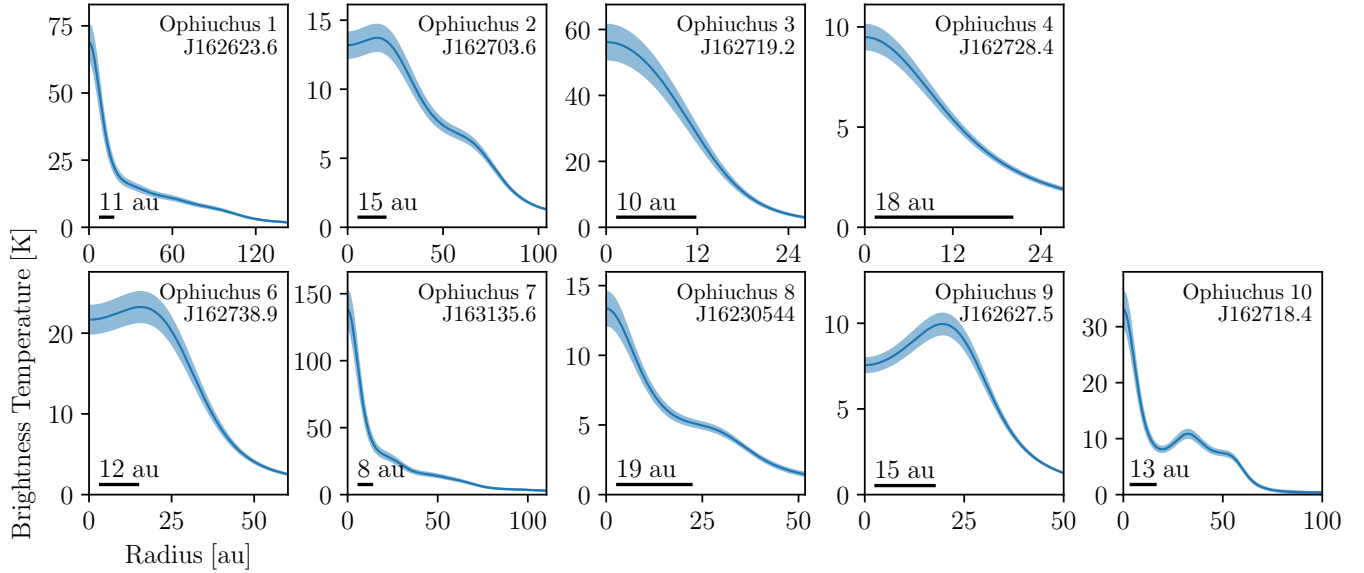 Ophiuchus 1
J162623.6
75
50
25
0
11 au
0 60 120
Ophiuchus 2
J162703.6
15
10
5
0
15 au
0 50 100
Ophiuchus 3
J162719.2
60
40
20
0
10 au
0 12 24
Ophiuchus 4
J162728.4
10
5
0
18 au
0 12 24
Brightness Temperature [K]
Ophiuchus 6
J162738.9
20
10
0
12 au
0 25 50
Ophiuchus 7
J163135.6
150
100
50
0
8 au
0 50 100
Ophiuchus 8
J16230544
15
10
5
0
19 au
0 25 50
Ophiuchus 9
J162627.5
10
5
0
15 au
0 25 50
Ophiuchus 10
J162718.4
30
20
10
0
13 au
0 50 100
Radius [au]